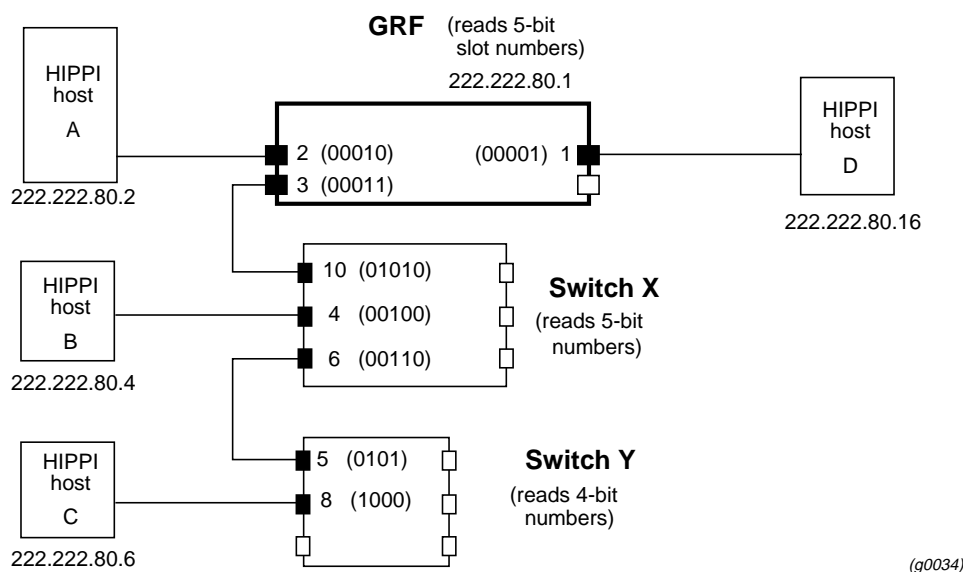 GRF (reads 5-bit
slot numbers)
222.222.80.1
HIPPI
host
A
222.222.80.2
2 (00010)
3 (00011)
(00001) 1
HIPPI
host
D
222.222.80.16
10 (01010)
4 (00100)
6 (00110)
Switch X
(reads 5-bit
numbers)
HIPPI
host
B
222.222.80.4
5 (0101)
8 (1000)
Switch Y
(reads 4-bit
numbers)
HIPPI
host
C
222.222.80.6
(g0034)